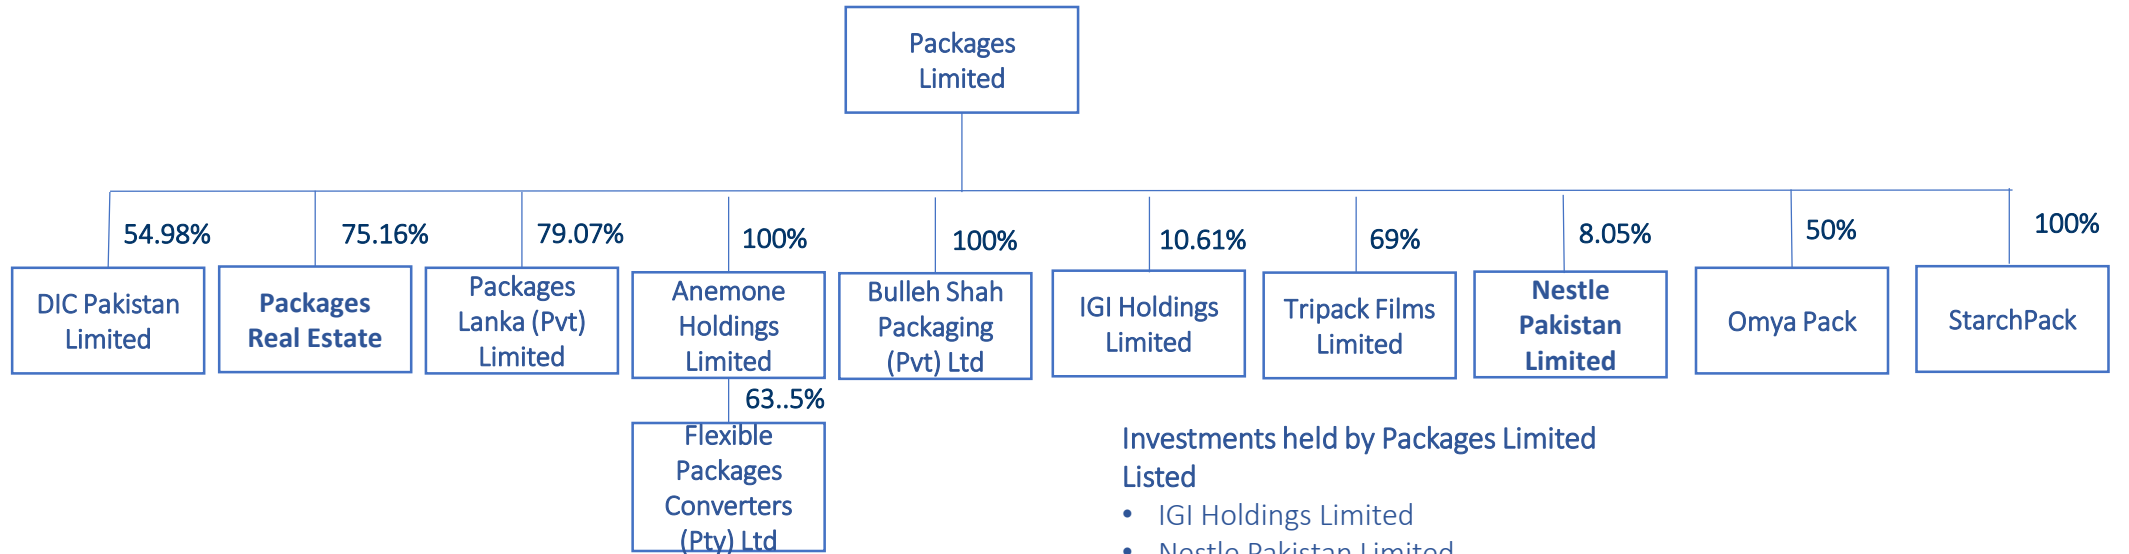 Packages
Limited
54.98%
75.16%
79.07%
100%
100%
10.61%
69%
8.05%
50%
100%
DIC Pakistan
Limited
Packages
Real Estate
Packages
Lanka (Pvt)
Limited
Anemone
Holdings
Limited
Bulleh Shah
Packaging
(Pvt) Ltd
IGI Holdings
Limited
Tripack Films
Limited
Nestle
Pakistan
Limited
Omya Pack
StarchPack
63..5%
Flexible
Packages
Converters
(Pty) Ltd
Investments held by Packages Limited
Listed
• IGI Holdings Limited
• Nestle Pakistan Limited